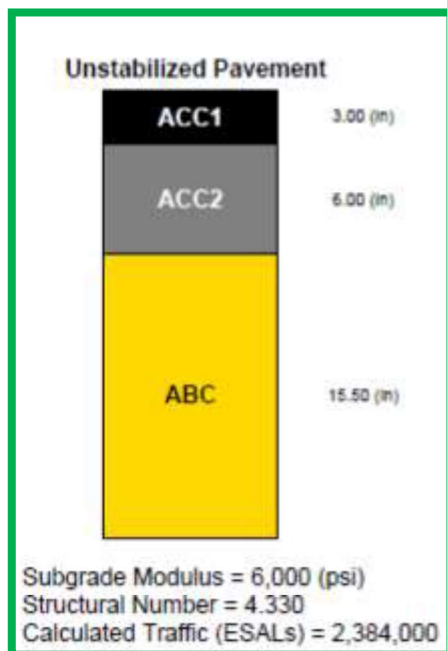 Unstabilized Pavement
ACC1
3.00 (in)
ACC2
6.00 (in)
ABC
15.50 (in)
Subgrade Modulus = 6,000 (psi)
Structural Number = 4.330
Calculated Traffic (ESALs) = 2,384,000